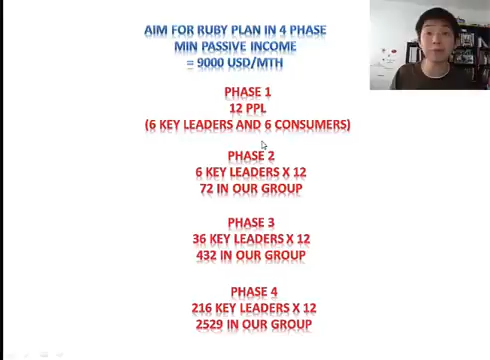 AIM FOR RUBY PLAN IN 4 PHASE
MIN PASSIVE INCOME
= 9000 USD/MTH
PHASE 1
12 PPL
(6 KEY LEADERS AND 6 CONSUMERS)
PHASE 2
6 KEY LEADERS X 12
72 IN OUR GROUP
PHASE 3
36 KEY LEADERS X 12
432 IN OUR GROUP
PHASE 4
216 KEY LEADERS X 12
2529 IN OUR GROUP